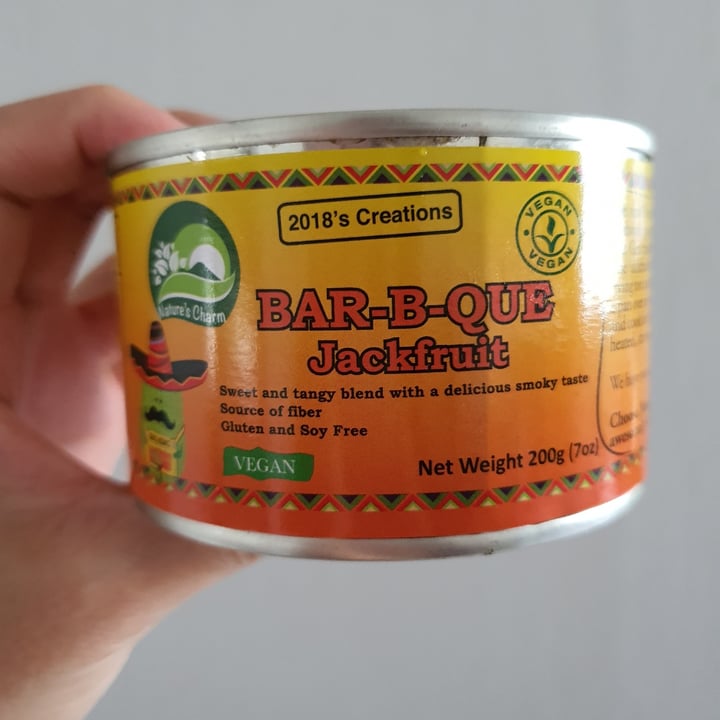 2018's Creations
VEGAN
VEGAN
Nature's Charm
BAR-B-QUE
Jackfruit
Sweet and tangy blend with a delicious smoky taste
Source of fiber
Gluten and Soy Free
VEGAN
Net Weight 200g (7oz)